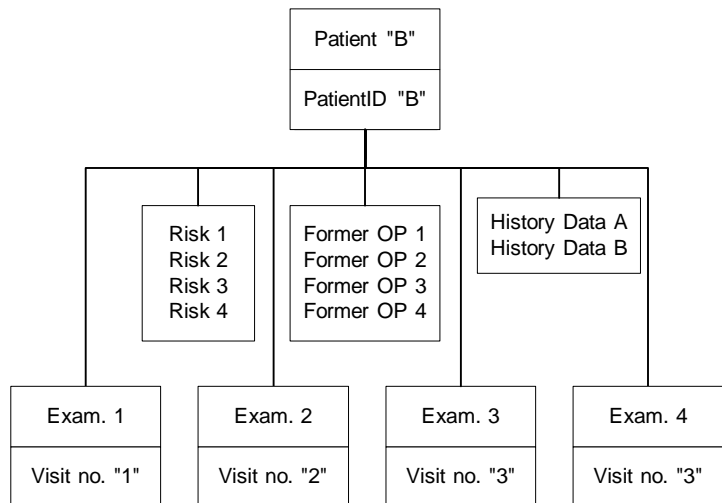 Patient "B"
PatientID "B"
Risk 1
Risk 2
Risk 3
Risk 4
Former OP 1
Former OP 2
Former OP 3
Former OP 4
History Data A
History Data B
Exam. 1
Visit no. "1"
Exam. 2
Visit no. "2"
Exam. 3
Visit no. "3"
Exam. 4
Visit no. "3"